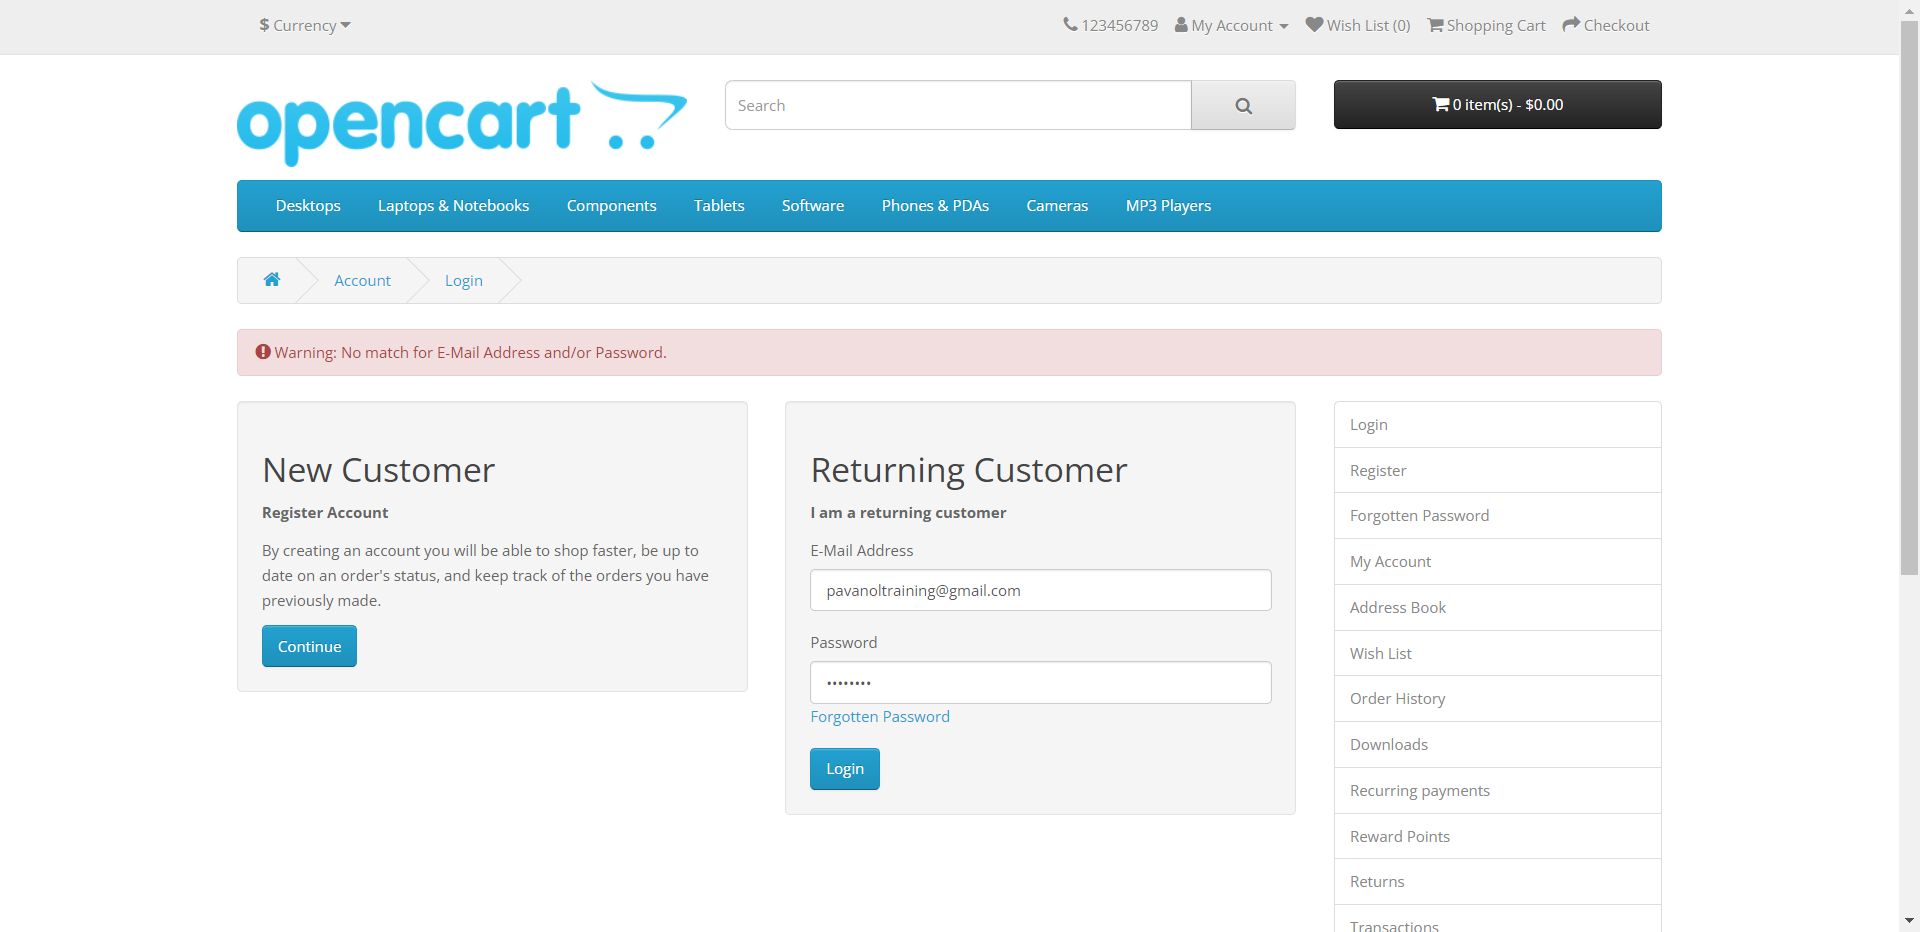 $ Currency
123456789 My Account Wish List (0) Shopping Cart Checkout
opencart
Search
0 item(s) - $0.00
Desktops Laptops & Notebooks Components Tablets Software Phones & PDAs Cameras MP3 Players
Account Login
Warning: No match for E-Mail Address and/or Password.
New Customer
Register Account
By creating an account you will be able to shop faster, be up to
date on an order's status, and keep track of the orders you have
previously made.
Continue
Returning Customer
I am a returning customer
E-Mail Address
pavanoltraining@gmail.com
Password
••••••••
Forgotten Password
Login
Login
Register
Forgotten Password
My Account
Address Book
Wish List
Order History
Downloads
Recurring payments
Reward Points
Returns
Transactions